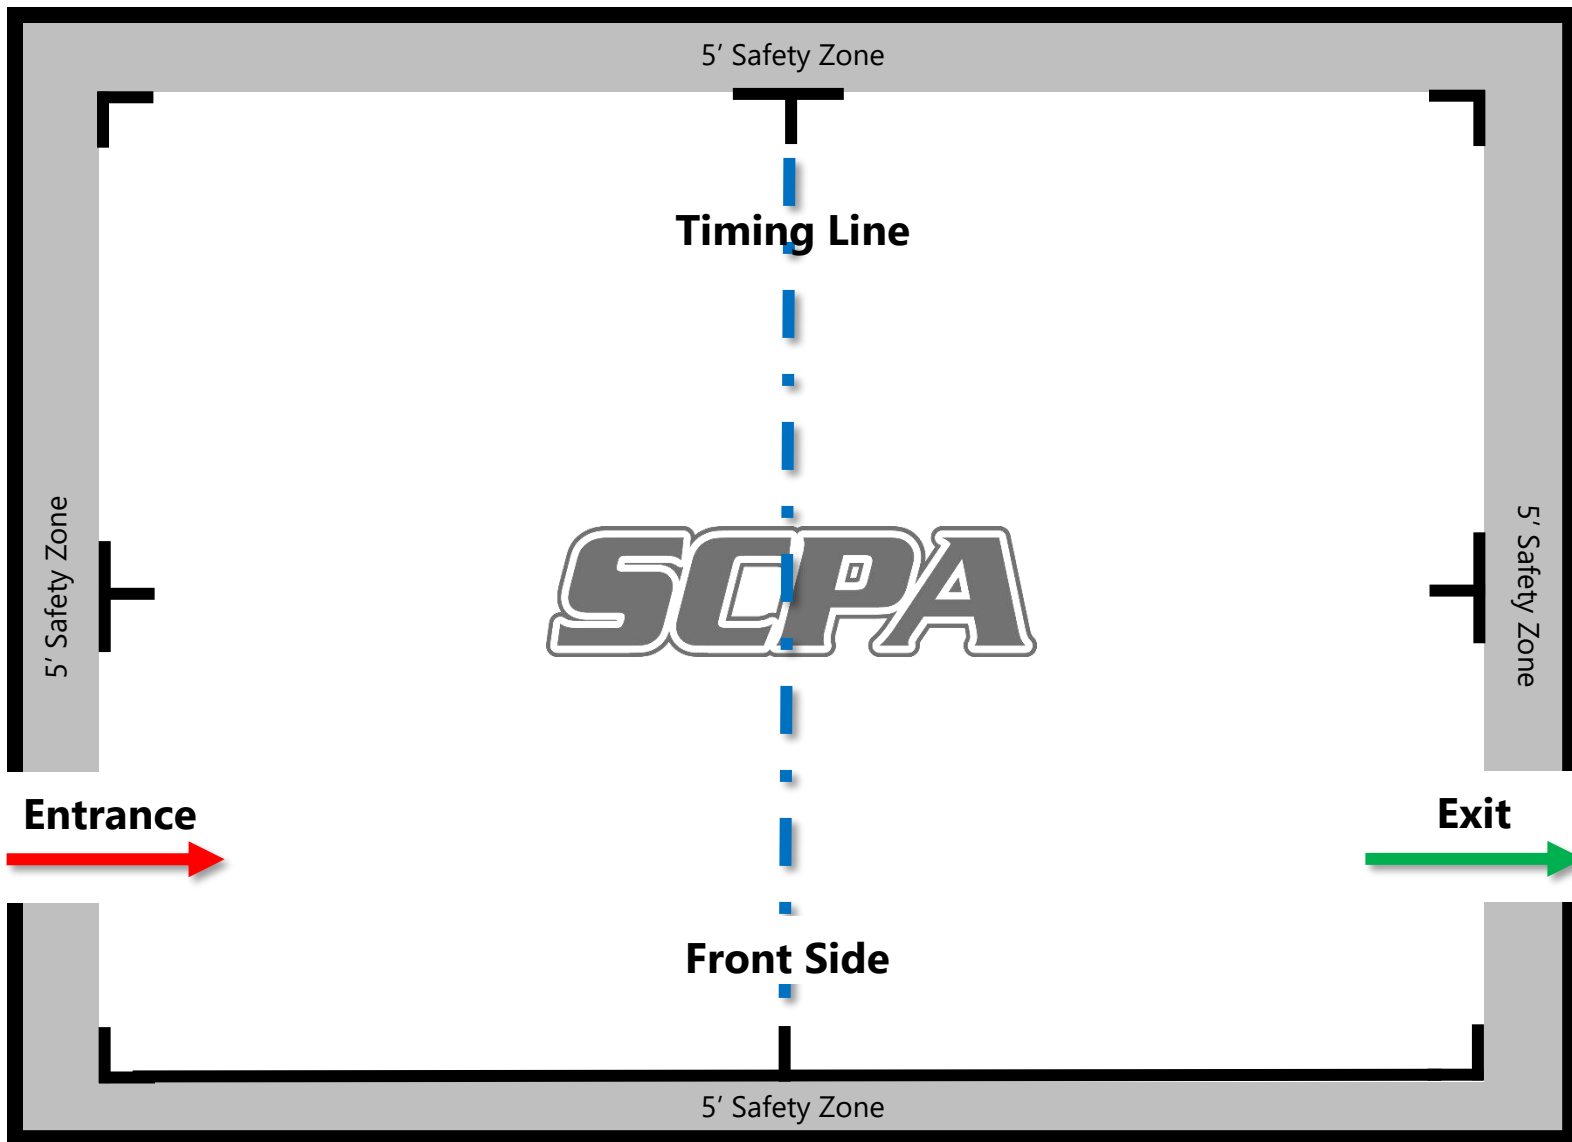 5’ Safety Zone
Timing Line
5’ Safety Zone
SCPA
5’ Safety Zone
Entrance
Exit
Front Side
5’ Safety Zone